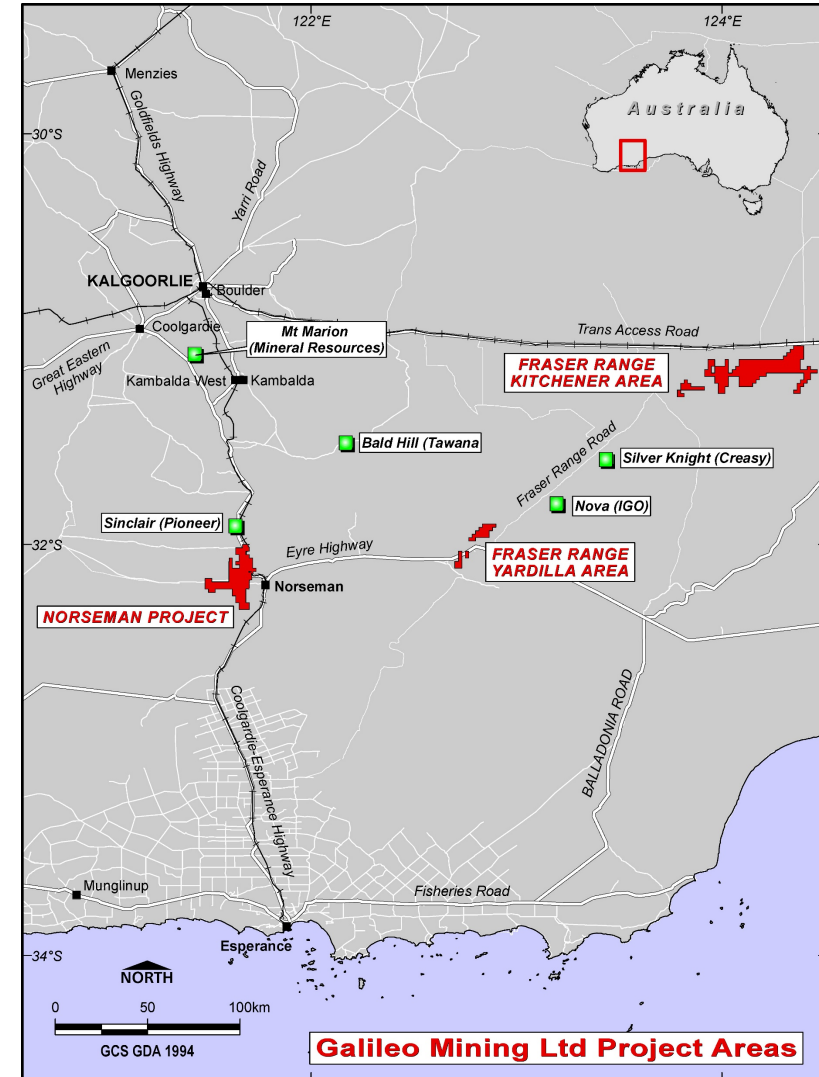 122°E
124°E
Menzies
Goldfields Highway
Australia
30°S
Yarri Road
KALGOORLIE
Boulder
Coolgardie
Mt Marion
(Mineral Resources)
Trans Access Road
Great Eastern
Highway
FRASER RANGE
KITCHENER AREA
Kambalda West
Kambalda
Bald Hill (Tawana
Fraser Range Road
Silver Knight (Creasy)
Nova (IGO)
Sinclair (Pioneer)
32°S
Eyre Highway
FRASER RANGE
YARDILLA AREA
Norseman
NORSEMAN PROJECT
Coolgardie-Esperance Highway
BALLADONIA ROAD
Munglinup
Fisheries Road
Esperance
34°S
NORTH
0 50 100km
GCS GDA 1994
Galileo Mining Ltd Project Areas